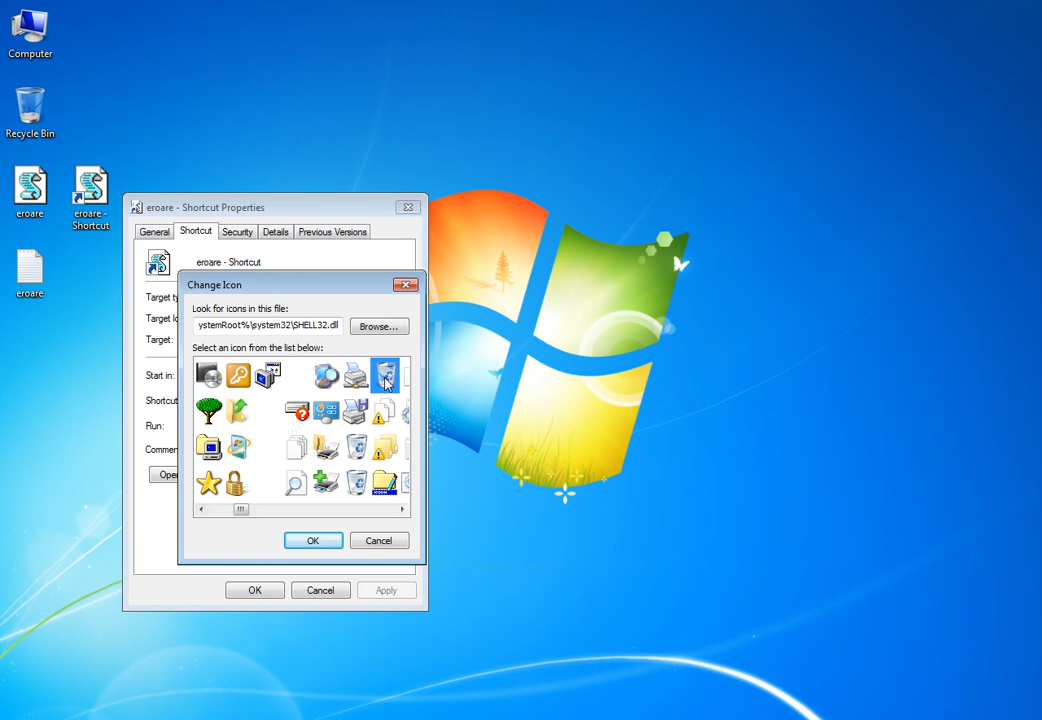 Computer
Recycle Bin
eroare
eroare -
Shortcut
eroare
eroare - Shortcut Properties
General
Shortcut
Security
Details
Previous Versions
eroare - Shortcut
Target ty
Target lo
Target:
Start in:
Shortcut
Run:
Comme
Ope
Change Icon
Look for icons in this file:
ystemRoot%\system32\SHELL32.dll
Browse...
Select an icon from the list below:
OK
Cancel
OK
Cancel
Apply